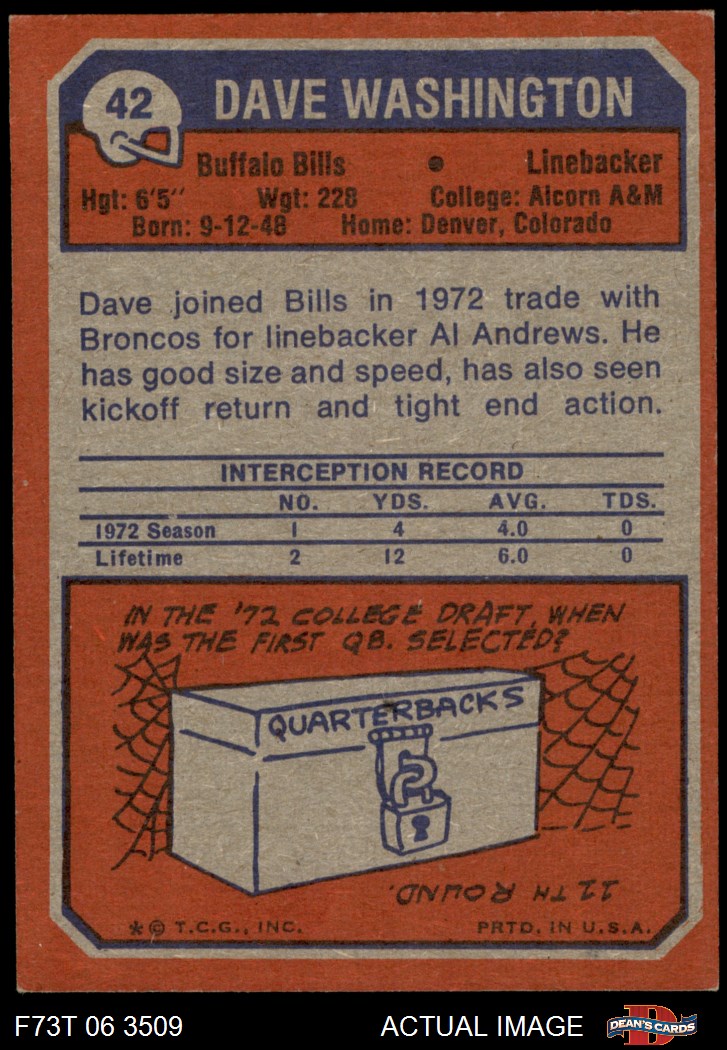 42
DAVE WASHINGTON
Buffalo Bills • Linebacker
Hgt: 6'5" Wgt: 228 College: Alcorn A&M
Born: 9-12-48 Home: Denver, Colorado
Dave joined Bills in 1972 trade with
Broncos for linebacker Al Andrews. He
has good size and speed, has also seen
kickoff return and tight end action.
INTERCEPTION RECORD
NO. YDS. AVG. TDS.
1972 Season 1 4 4.0 0
Lifetime 2 12 6.0 0
IN THE '72 COLLEGE DRAFT, WHEN
WAS THE FIRST QB. SELECTED?
QUARTERBACKS
11TH ROUND.
*© T.C.G., INC. PRTD. IN U.S.A.
F73T 06 3509 ACTUAL IMAGE D DEAN'S CARDS